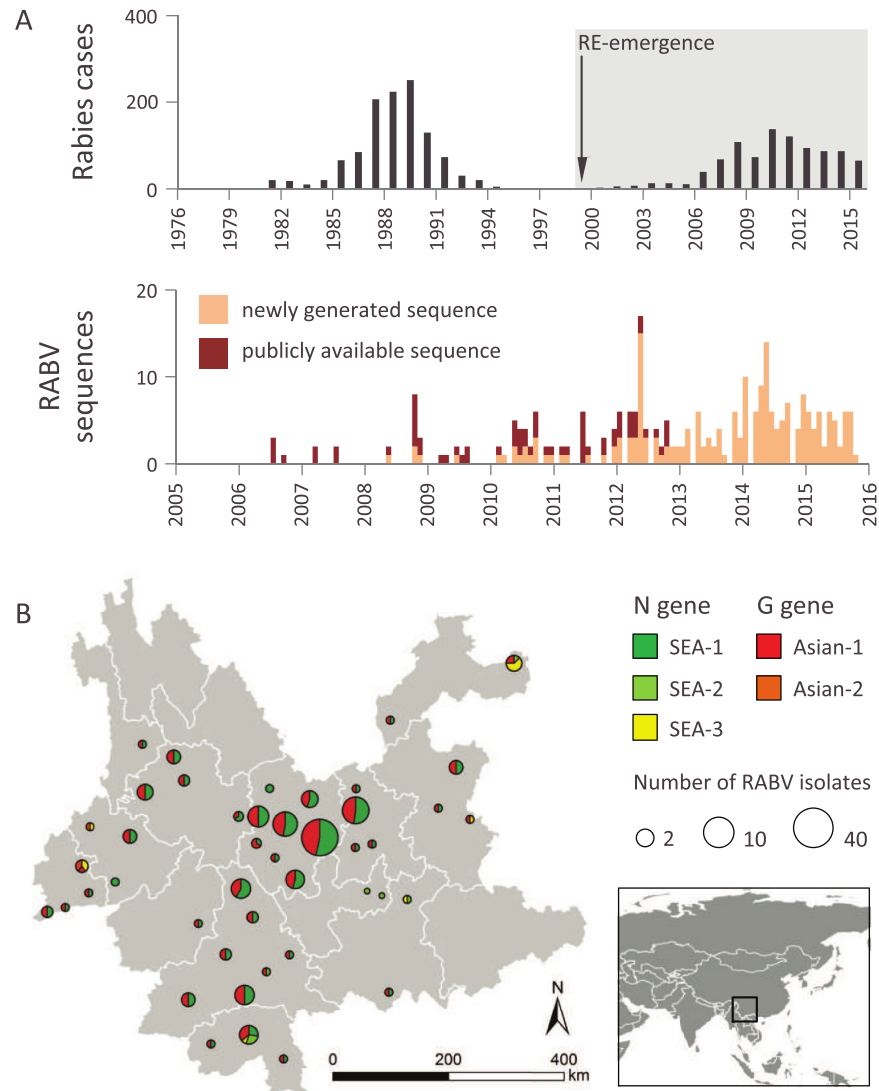 A
Rabies cases
400
200
0
RE-emergence
1976
1979
1982
1985
1988
1991
1994
1997
2000
2003
2006
2009
2012
2015
RABV
sequences
20
10
0
newly generated sequence
publicly available sequence
2005
2006
2007
2008
2009
2010
2011
2012
2013
2014
2015
2016
B
N gene
G gene
SEA-1
Asian-1
SEA-2
Asian-2
SEA-3
Number of RABV isolates
2
10
40
N
0
200
400
km